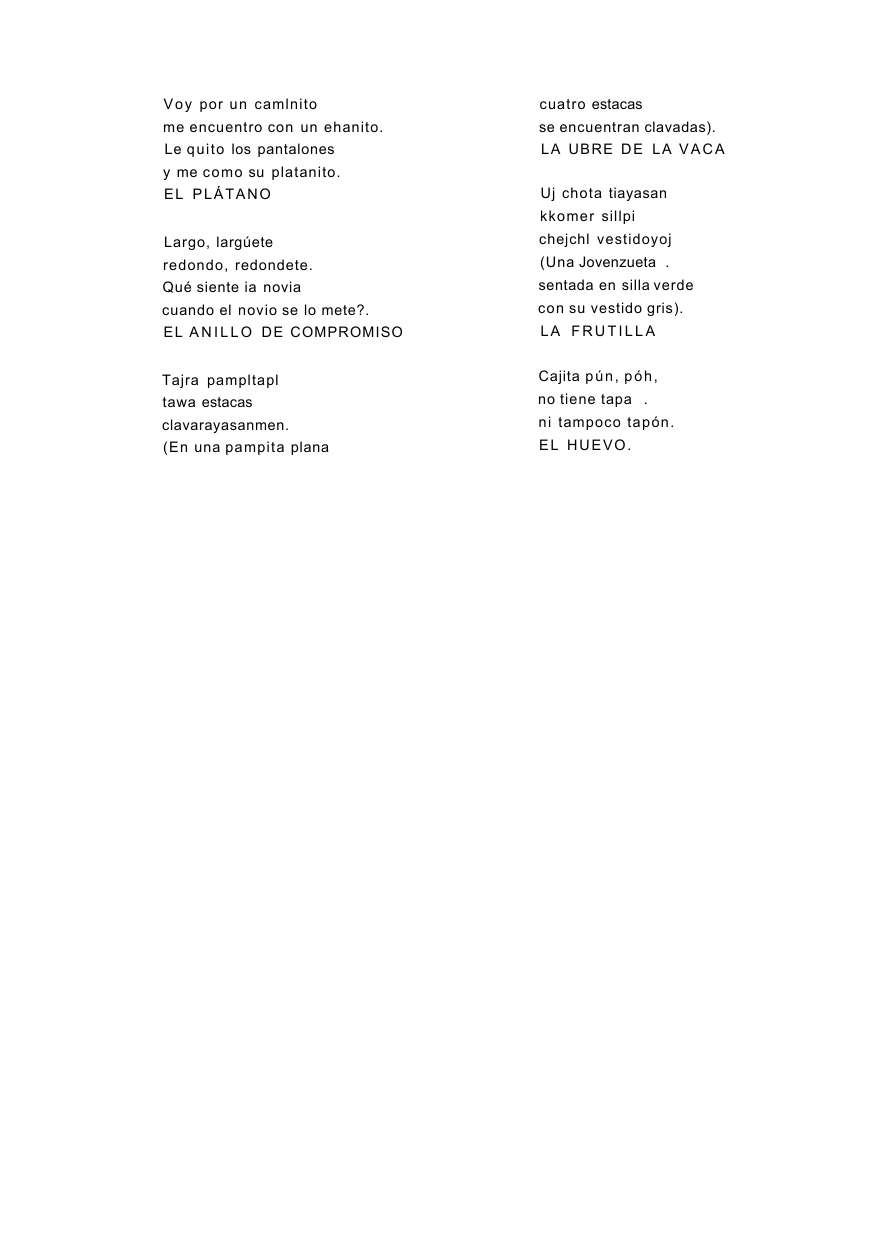 Voy por un camlnito
me encuentro con un ehanito.
Le quito los pantalones
y me como su platanito.
EL PLÁTANO
Largo, largúete
redondo, redondete.
Qué siente ia novia
cuando el novio se lo mete?.
EL ANILLO DE COMPROMISO
Tajra pampltapl
tawa estacas
clavarayasanmen.
(En una pampita plana
cuatro estacas
se encuentran clavadas).
LA UBRE DE LA VACA
Uj chota tiayasan
kkomer sillpi
chejchl vestidoyoj
(Una Jovenzueta .
sentada en silla verde
con su vestido gris).
LA FRUTILLA
Cajita pún, póh,
no tiene tapa .
ni tampoco tapón.
EL HUEVO.